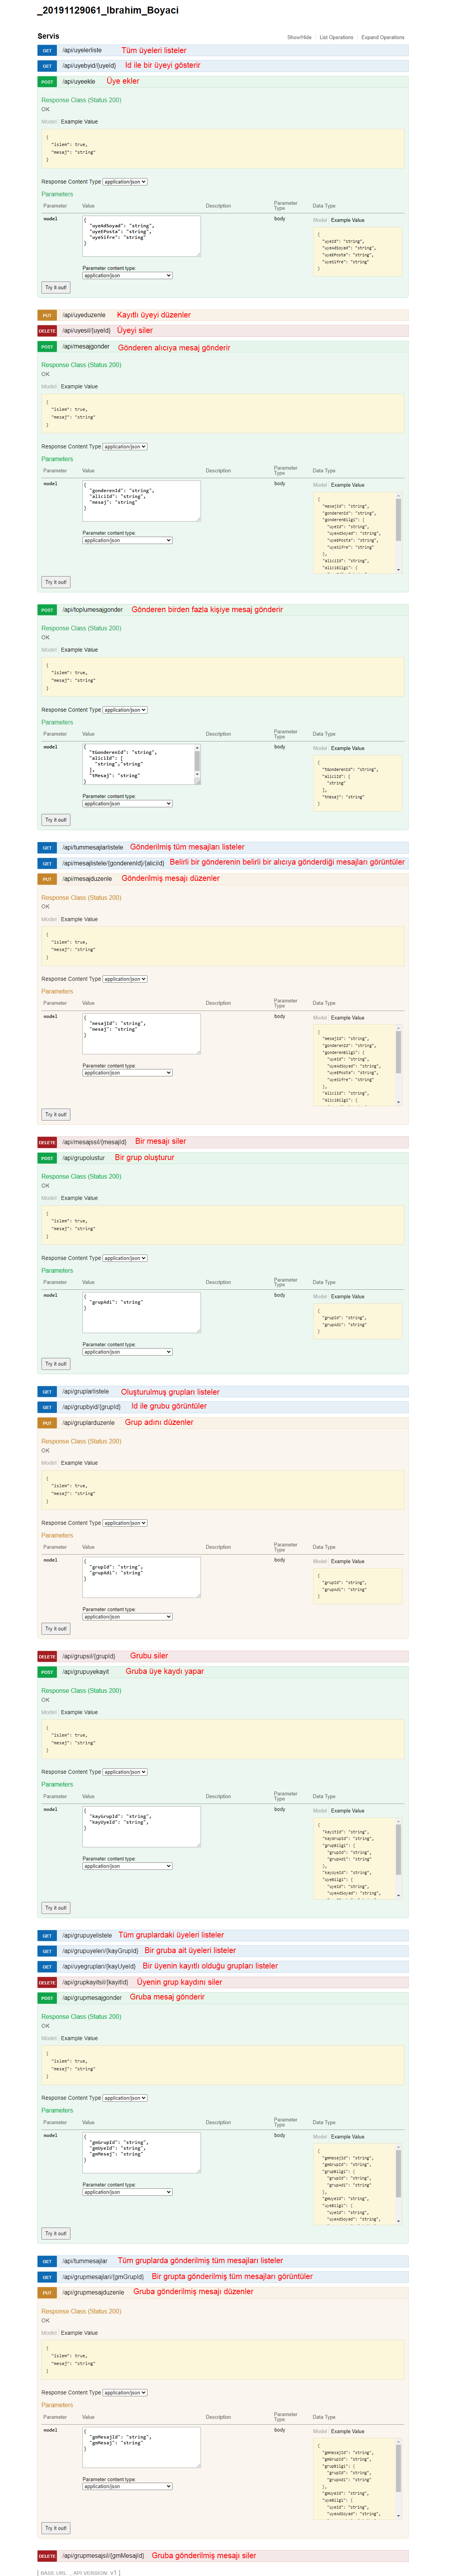 _20191129061_Ibrahim_Boyaci
Servis Show/Hide List Operations Expand Operations
GET /api/uyelerliste Tüm üyeleri listeler
GET /api/uyebyid/{uyeId} Id ile bir üyeyi gösterir
POST /api/uyeekle Üye ekler
Response Class (Status 200)
OK
Model Example Value
{
"islem": true,
"mesaj": "string"
}
Response Content Type application/json
Parameters
Parameter Value Description Parameter Type Data Type
model
{
"uyeAdSoyad": "string",
"uyeEPosta": "string",
"uyeSifre": "string"
}
body
Model Example Value
{
"uyeId": "string",
"uyeAdSoyad": "string",
"uyeEPosta": "string",
"uyeSifre": "string"
}
Parameter content type:
application/json
Try it out!
PUT /api/uyeduzenle Kayıtlı üyeyi düzenler
DELETE /api/uyesil/{uyeId} Üyeyi siler
POST /api/mesajgonder Gönderen alıcıya mesaj gönderir
Response Class (Status 200)
OK
Model Example Value
{
"islem": true,
"mesaj": "string"
}
Response Content Type application/json
Parameters
Parameter Value Description Parameter Type Data Type
model
{
"gonderenId": "string",
"aliciId": "string",
"mesaj": "string"
}
body
Model Example Value
{
"mesajId": "string",
"gonderenId": "string",
"gonderenBilgi": {
"uyeId": "string",
"uyeAdSoyad": "string",
"uyeEPosta": "string",
"uyeSifre": "string"
},
"aliciId": "string",
"aliciBilgi": {
Parameter content type:
application/json
Try it out!
POST /api/toplumesajgonder Gönderen birden fazla kişiye mesaj gönderir
Response Class (Status 200)
OK
Model Example Value
{
"islem": true,
"mesaj": "string"
}
Response Content Type application/json
Parameters
Parameter Value Description Parameter Type Data Type
model
{
"tGonderenId": "string",
"aliciId": [
"string","string"
],
"tMesaj": "string"
}
body
Model Example Value
{
"tGonderenId": "string",
"aliciId": [
"string"
],
"tMesaj": "string"
}
Parameter content type:
application/json
Try it out!
GET /api/tummesajlarlistele Gönderilmiş tüm mesajları listeler
GET /api/mesajlistele/{gonderenId}/{aliciId} Belirli bir gönderenin belirli bir alıcıya gönderdiği mesajları görüntüler
PUT /api/mesajduzenle Gönderilmiş mesajı düzenler
Response Class (Status 200)
OK
Model Example Value
{
"islem": true,
"mesaj": "string"
}
Response Content Type application/json
Parameters
Parameter Value Description Parameter Type Data Type
model
{
"mesajId": "string",
"mesaj": "string"
}
body
Model Example Value
{
"mesajId": "string",
"gonderenId": "string",
"gonderenBilgi": {
"uyeId": "string",
"uyeAdSoyad": "string",
"uyeEPosta": "string",
"uyeSifre": "string"
},
"aliciId": "string",
"aliciBilgi": {
Parameter content type:
application/json
Try it out!
DELETE /api/mesajssil/{mesajId} Bir mesajı siler
POST /api/grupolustur Bir grup oluşturur
Response Class (Status 200)
OK
Model Example Value
{
"islem": true,
"mesaj": "string"
}
Response Content Type application/json
Parameters
Parameter Value Description Parameter Type Data Type
model
{
"grupAdi": "string"
}
body
Model Example Value
{
"grupId": "string",
"grupAdi": "string"
}
Parameter content type:
application/json
Try it out!
GET /api/gruplarlistele Oluşturulmuş grupları listeler
GET /api/grupbyid/{grupId} Id ile grubu görüntüler
PUT /api/gruplarduzenle Grup adını düzenler
Response Class (Status 200)
OK
Model Example Value
{
"islem": true,
"mesaj": "string"
}
Response Content Type application/json
Parameters
Parameter Value Description Parameter Type Data Type
model
{
"grupId": "string",
"grupAdi": "string"
}
body
Model Example Value
{
"grupId": "string",
"grupAdi": "string"
}
Parameter content type:
application/json
Try it out!
DELETE /api/grupsil/{grupId} Grubu siler
POST /api/grupuyekayit Gruba üye kaydı yapar
Response Class (Status 200)
OK
Model Example Value
{
"islem": true,
"mesaj": "string"
}
Response Content Type application/json
Parameters
Parameter Value Description Parameter Type Data Type
model
{
"kayGrupId": "string",
"kayUyeId": "string",
}
body
Model Example Value
{
"kayitId": "string",
"kayGrupId": "string",
"grupBilgi": {
"grupId": "string",
"grupAdi": "string"
},
"kayUyeId": "string",
"uyeBilgi": {
"uyeId": "string",
"uyeAdSoyad": "string",
Parameter content type:
application/json
Try it out!
GET /api/grupuyelistele Tüm gruplardaki üyeleri listeler
GET /api/grupuyeleri/{kayGrupId} Bir gruba ait üyeleri listeler
GET /api/uyegruplari/{kayUyeId} Bir üyenin kayıtlı olduğu grupları listeler
DELETE /api/grupkayitsil/{kayitId} Üyenin grup kaydını siler
POST /api/grupmesajgonder Gruba mesaj gönderir
Response Class (Status 200)
OK
Model Example Value
{
"islem": true,
"mesaj": "string"
}
Response Content Type application/json
Parameters
Parameter Value Description Parameter Type Data Type
model
{
"gmGrupId": "string",
"gmUyeId": "string",
"gmMesaj": "string"
}
body
Model Example Value
{
"gmMesajId": "string",
"gmGrupId": "string",
"grupBilgi": {
"grupId": "string",
"grupAdi": "string"
},
"gmUyeId": "string",
"uyeBilgi": {
"uyeId": "string",
"uyeAdSoyad": "string",
Parameter content type:
application/json
Try it out!
GET /api/tummesajlar Tüm gruplarda gönderilmiş tüm mesajları listeler
GET /api/grupmesajlari/{gmGrupId} Bir grupta gönderilmiş tüm mesajları görüntüler
PUT /api/grupmesajduzenle Gruba gönderilmiş mesajı düzenler
Response Class (Status 200)
OK
Model Example Value
{
"islem": true,
"mesaj": "string"
}
Response Content Type application/json
Parameters
Parameter Value Description Parameter Type Data Type
model
{
"gmMesajId": "string",
"gmMesaj": "string"
}
body
Model Example Value
{
"gmMesajId": "string",
"gmGrupId": "string",
"grupBilgi": {
"grupId": "string",
"grupAdi": "string"
},
"gmUyeId": "string",
"uyeBilgi": {
"uyeId": "string",
"uyeAdSoyad": "string",
Parameter content type:
application/json
Try it out!
DELETE /api/grupmesajsil/{gmMesajId} Gruba gönderilmiş mesajı siler
[ BASE URL: , API VERSION: V1 ]